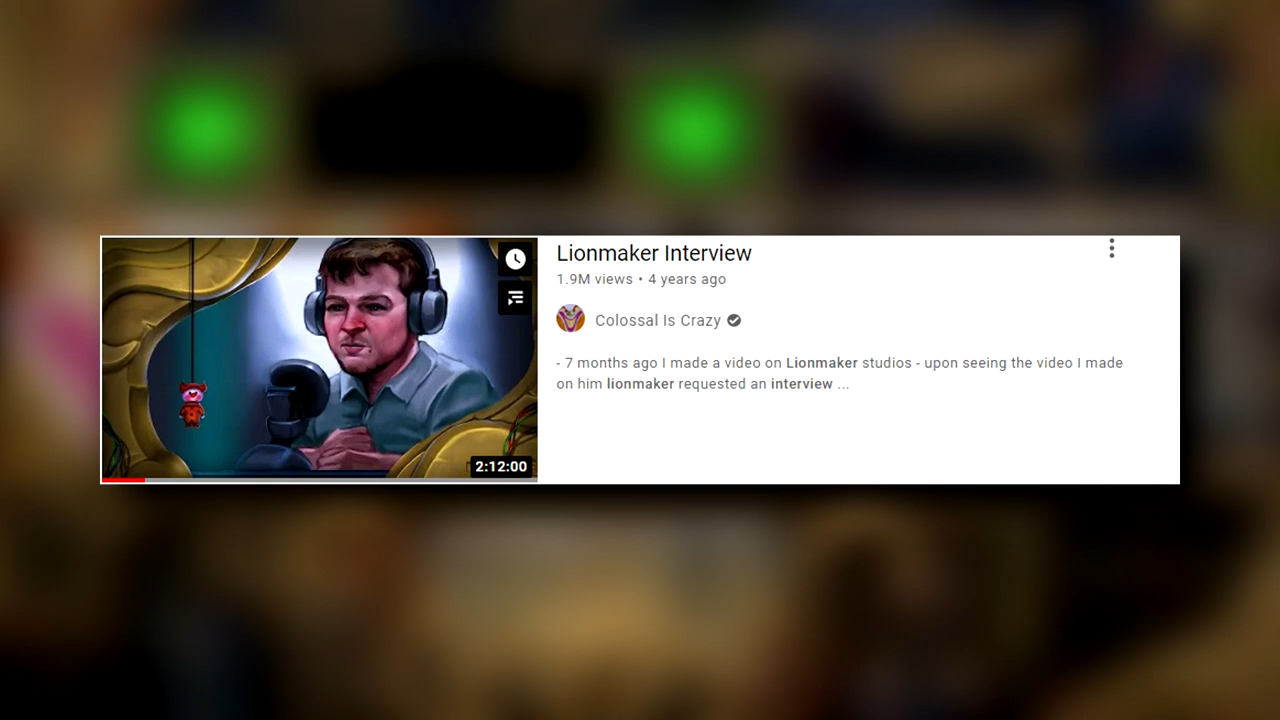 Lionmaker Interview
1.9M views • 4 years ago
Colossal Is Crazy
- 7 months ago I made a video on Lionmaker studios - upon seeing the video I made
on him lionmaker requested an interview ...
2:12:00